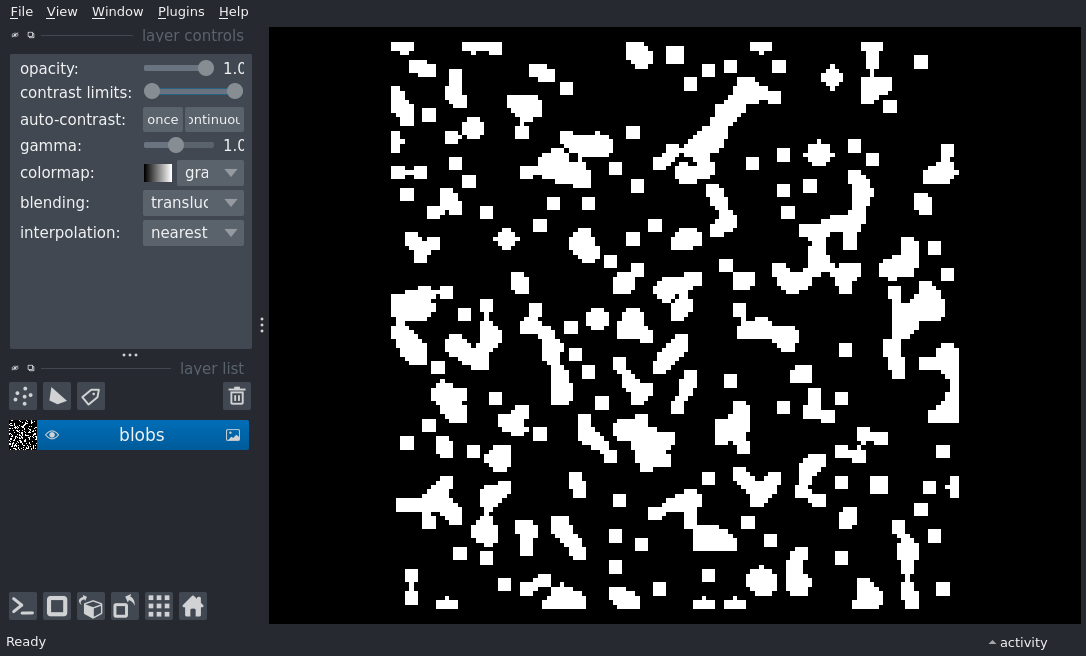 File View Window Plugins Help
layer controls
opacity: 1.0
contrast limits:
auto-contrast: once ontinuou
gamma: 1.0
colormap: gra
blending: transluc
interpolation: nearest
layer list
blobs
Ready
activity